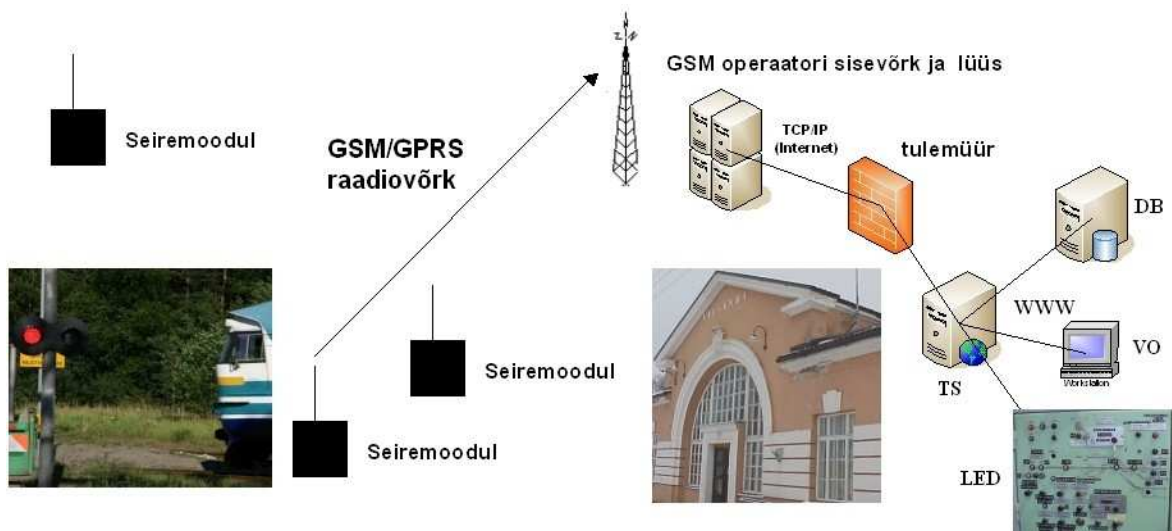 Seiremoodul
GSM/GPRS
raadiovõrk
GSM operaatori sisevõrk ja lüüs
TCP/IP
(Internet)
tulemüür
DB
WWW
TS
VO
Workstation
Seiremoodul
Seiremoodul
LED